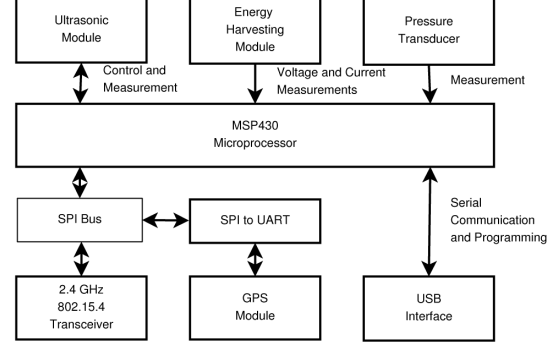 Ultrasonic
Module
Energy
Harvesting
Module
Pressure
Transducer
Control and
Measurement
Voltage and Current
Measurements
Measurement
MSP430
Microprocessor
SPI Bus
SPI to UART
Serial
Communication
and Programming
2.4 GHz
802.15.4
Transceiver
GPS
Module
USB
Interface